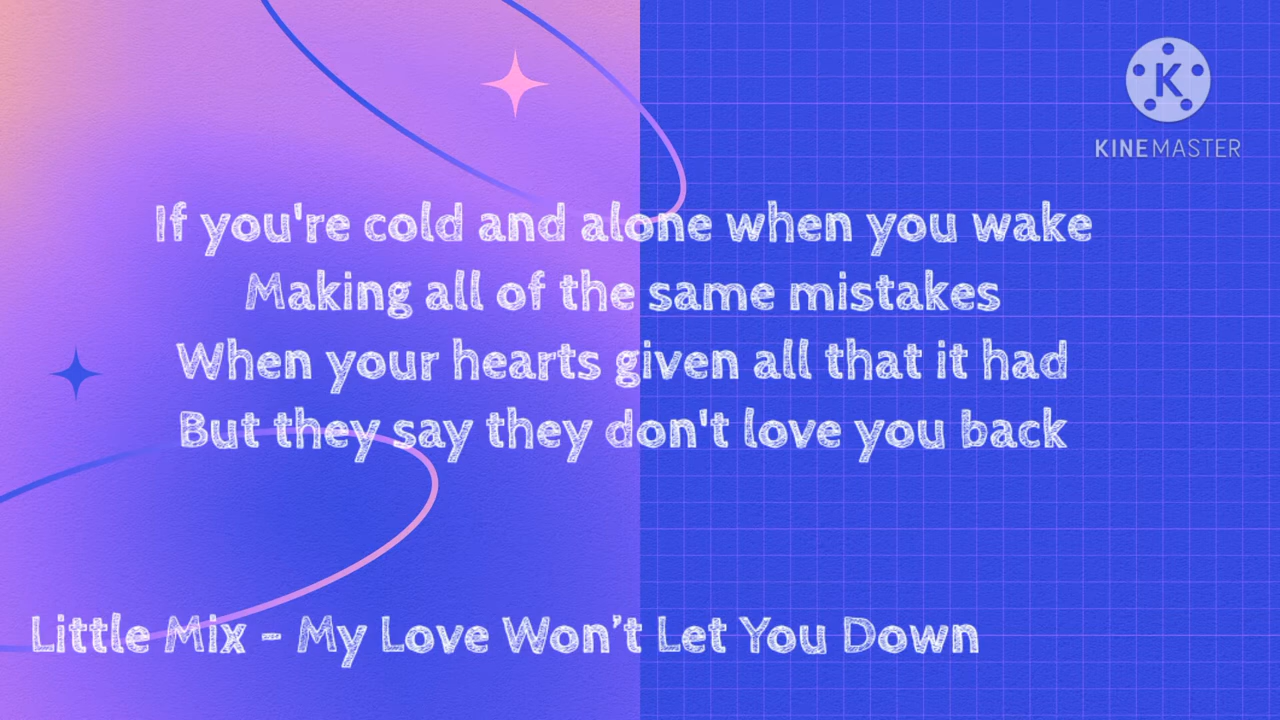 K
KINEMASTER
If you're cold and alone when you wake
Making all of the same mistakes
When your hearts given all that it had
But they say they don't love you back
Little Mix - My Love Won’t Let You Down